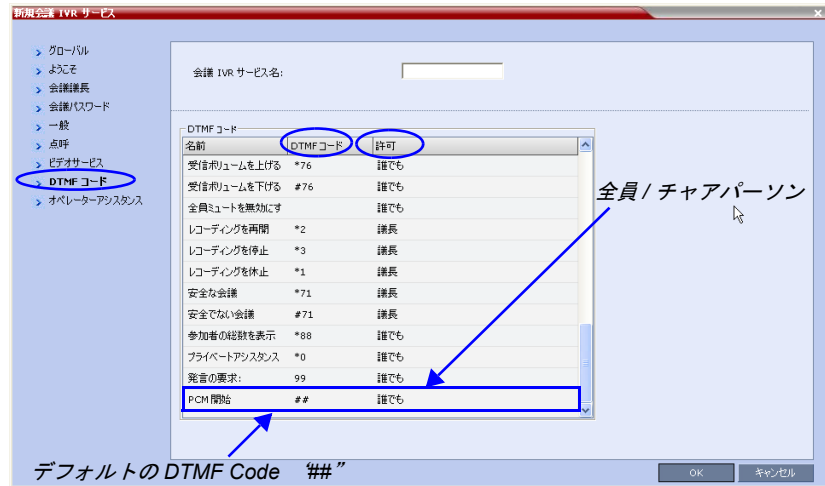 新規会議 IVR サービス
グローバル
ようこそ
会議議長
会議パスワード
一般
点呼
ビデオサービス
DTMF コード
オペレーターアシスタンス
会議 IVR サービス名:
DTMF コード
名前 DTMF コード 許可
受信ボリュームを上げる *76 誰でも
受信ボリュームを下げる #76 誰でも
全員ミュートを無効にす 誰でも
レコーディングを再開 *2 議長
レコーディングを停止 *3 議長
レコーディングを休止 *1 議長
安全な会議 *71 議長
安全でない会議 #71 議長
参加者の総数を表示 *88 誰でも
プライベートアシスタンス *0 誰でも
発言の要求: 99 誰でも
PCM 開始 ## 誰でも
全員 / チャアパーソン
デフォルトの DTMF Code “##”
OK キャンセル